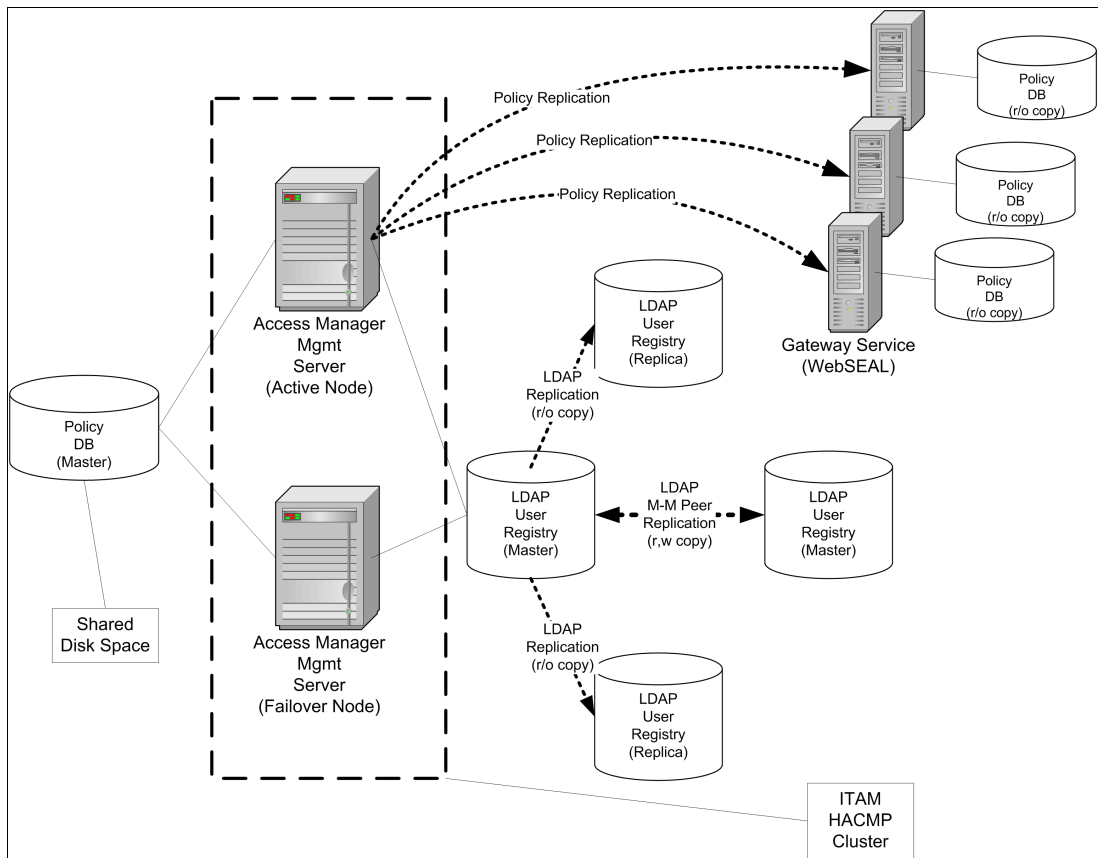 Policy
DB
(r/o copy)
Policy Replication
Policy Replication
Policy
DB
(r/o copy)
Policy Replication
Policy
DB
(r/o copy)
Gateway Service
(WebSEAL)
Access Manager
Mgmt
Server
(Active Node)
LDAP
User
Registry
(Replica)
LDAP
Replication
(r/o copy)
Policy
DB
(Master)
LDAP
User
Registry
(Master)
LDAP
M-M Peer
Replication
(r,w copy)
LDAP
User
Registry
(Master)
Shared
Disk Space
Access Manager
Mgmt
Server
(Failover Node)
LDAP
Replication
(r/o copy)
LDAP
User
Registry
(Replica)
ITAM
HACMP
Cluster